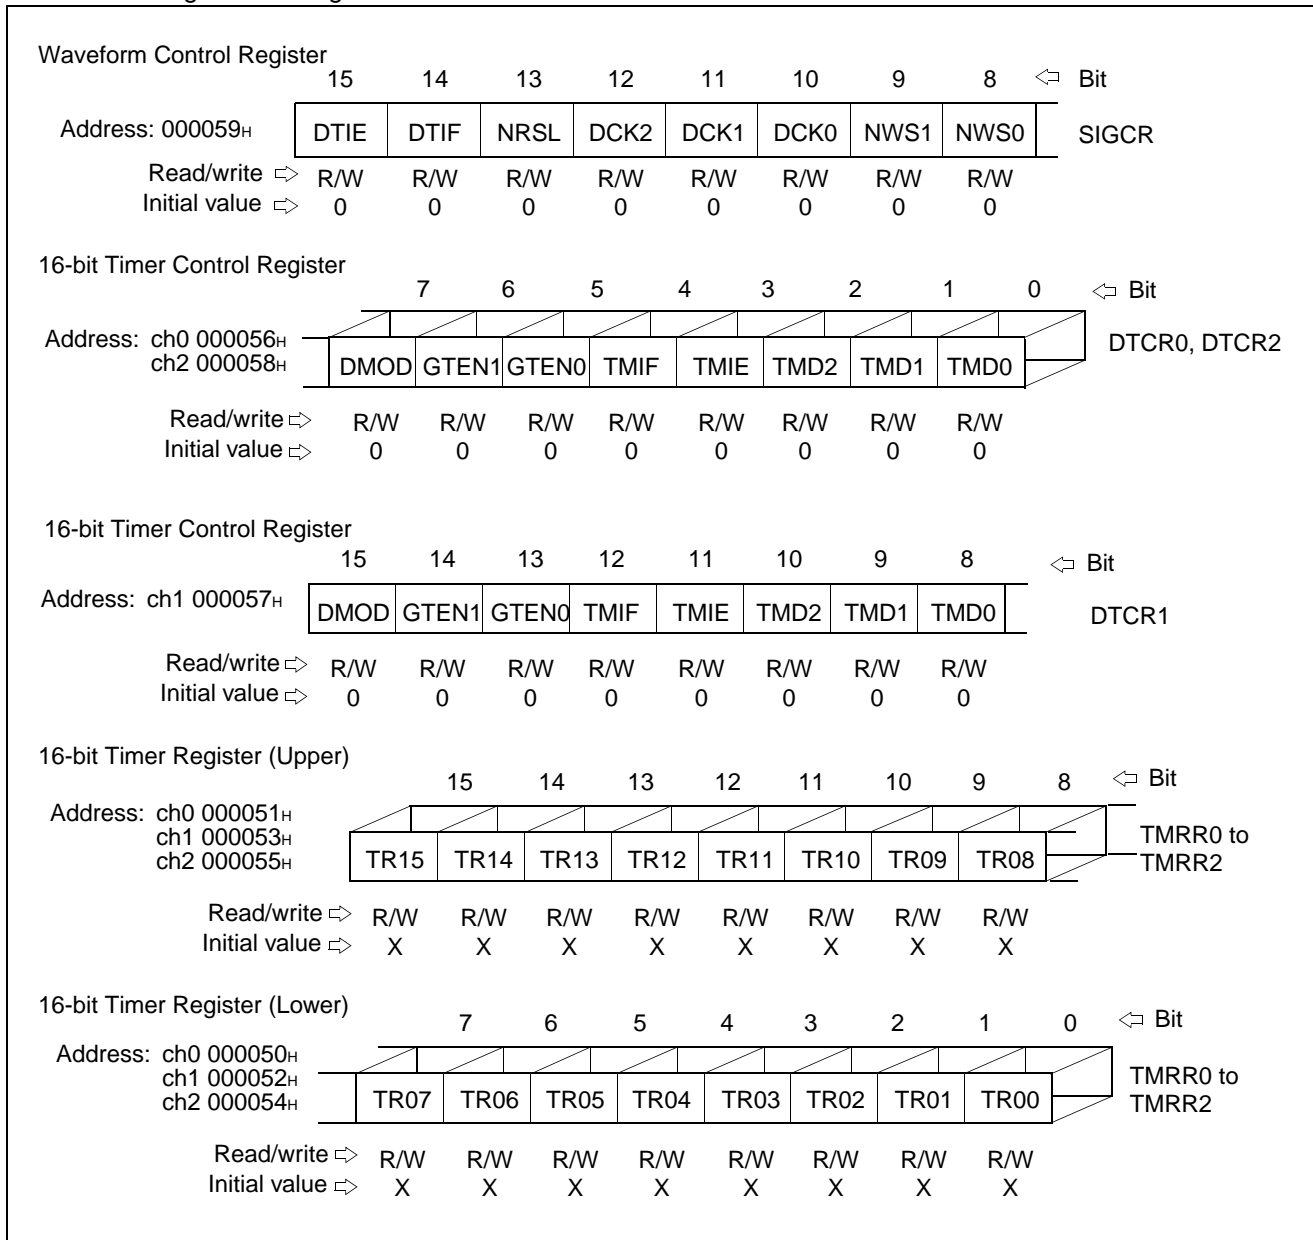 Waveform Control Register
15 14 13 12 11 10 9 8 Bit
Address: 000059H DTIE DTIF NRSL DCK2 DCK1 DCK0 NWS1 NWS0 SIGCR
Read/write R/W R/W R/W R/W R/W R/W R/W R/W
Initial value 0 0 0 0 0 0 0 0
16-bit Timer Control Register
7 6 5 4 3 2 1 0 Bit
Address: ch0 000056H DTCR0, DTCR2
ch2 000058H DMOD GTEN1 GTEN0 TMIF TMIE TMD2 TMD1 TMD0
Read/write R/W R/W R/W R/W R/W R/W R/W R/W
Initial value 0 0 0 0 0 0 0 0
16-bit Timer Control Register
15 14 13 12 11 10 9 8 Bit
Address: ch1 000057H DMOD GTEN1 GTEN0 TMIF TMIE TMD2 TMD1 TMD0 DTCR1
Read/write R/W R/W R/W R/W R/W R/W R/W R/W
Initial value 0 0 0 0 0 0 0 0
16-bit Timer Register (Upper)
15 14 13 12 11 10 9 8 Bit
Address: ch0 000051H
ch1 000053H TMRR0 to
ch2 000055H TR15 TR14 TR13 TR12 TR11 TR10 TR09 TR08 TMRR2
Read/write R/W R/W R/W R/W R/W R/W R/W R/W
Initial value X X X X X X X X
16-bit Timer Register (Lower)
7 6 5 4 3 2 1 0 Bit
Address: ch0 000050H
ch1 000052H TMRR0 to
ch2 000054H TR07 TR06 TR05 TR04 TR03 TR02 TR01 TR00 TMRR2
Read/write R/W R/W R/W R/W R/W R/W R/W R/W
Initial value X X X X X X X X